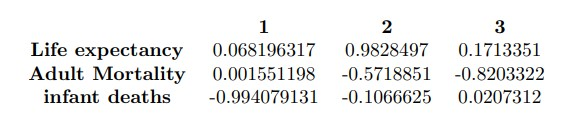 1 2 3
Life expectancy 0.068196317 0.9828497 0.1713351
Adult Mortality 0.001551198 -0.5718851 -0.8203322
infant deaths -0.994079131 -0.1066625 0.0207312